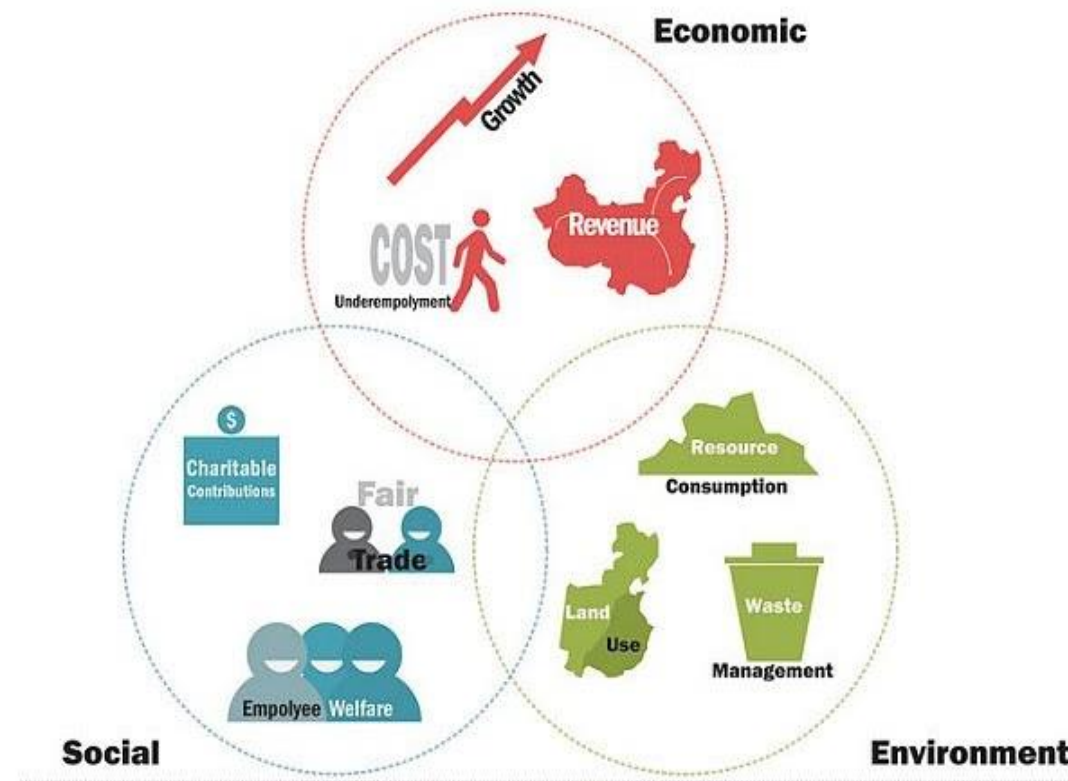 Economic
Growth
Revenue
COST
Underempolyment
$
Charitable
Contributions
Fair
Trade
Empolyee Welfare
Social
Resource
Consumption
Land
Use
Waste
Management
Environment